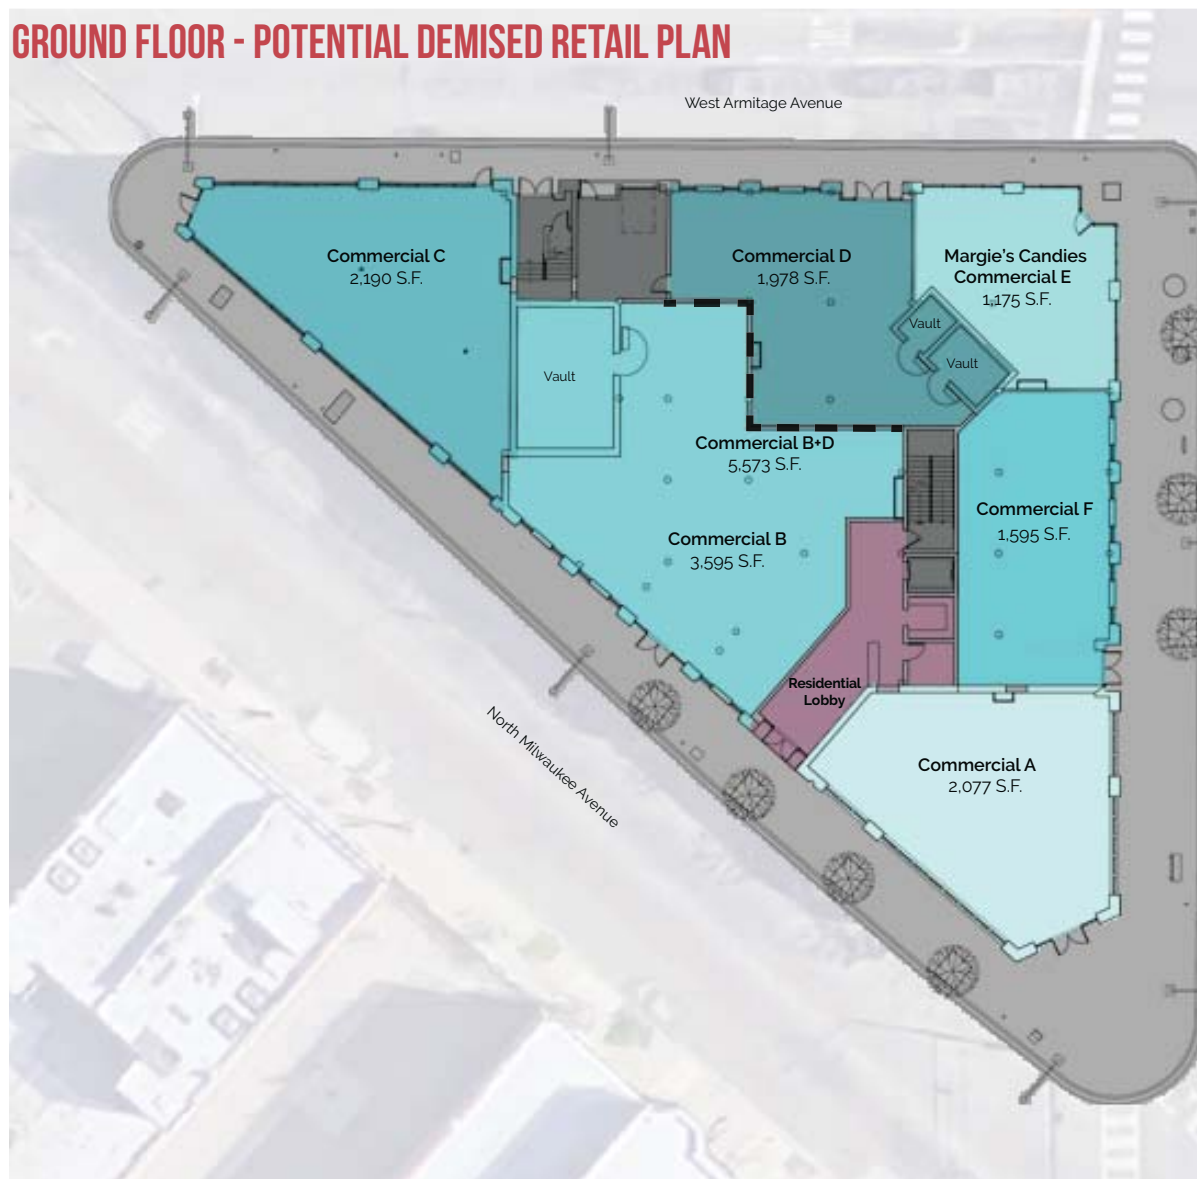 GROUND FLOOR - POTENTIAL DEMISED RETAIL PLAN
West Armitage Avenue
Commercial C
2,190 S.F.
Commercial D
1,978 S.F.
Margie's Candies
Commercial E
1,175 S.F.
Vault
Vault
Vault
Commercial B+D
5,573 S.F.
Commercial B
3,595 S.F.
Commercial F
1,595 S.F.
Residential
Lobby
North Milwaukee Avenue
Commercial A
2,077 S.F.